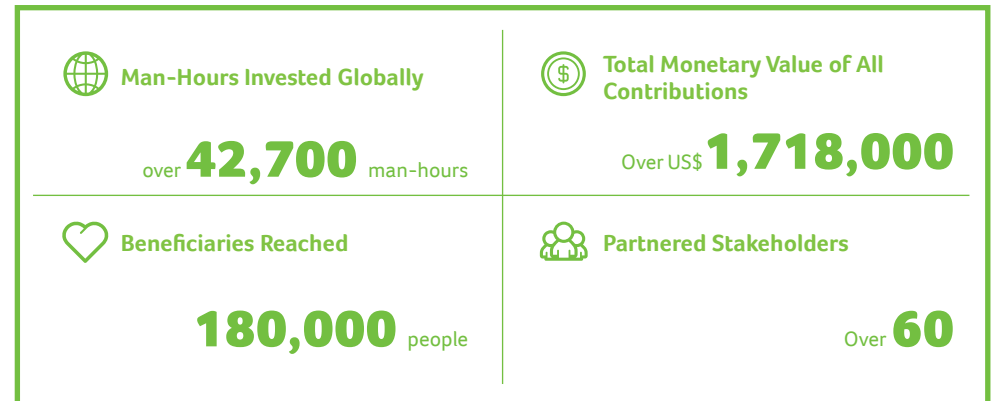 Man-Hours Invested Globally
over 42,700 man-hours
Total Monetary Value of All
Contributions
Over US$ 1,718,000
Beneficiaries Reached
180,000 people
Partnered Stakeholders
Over 60